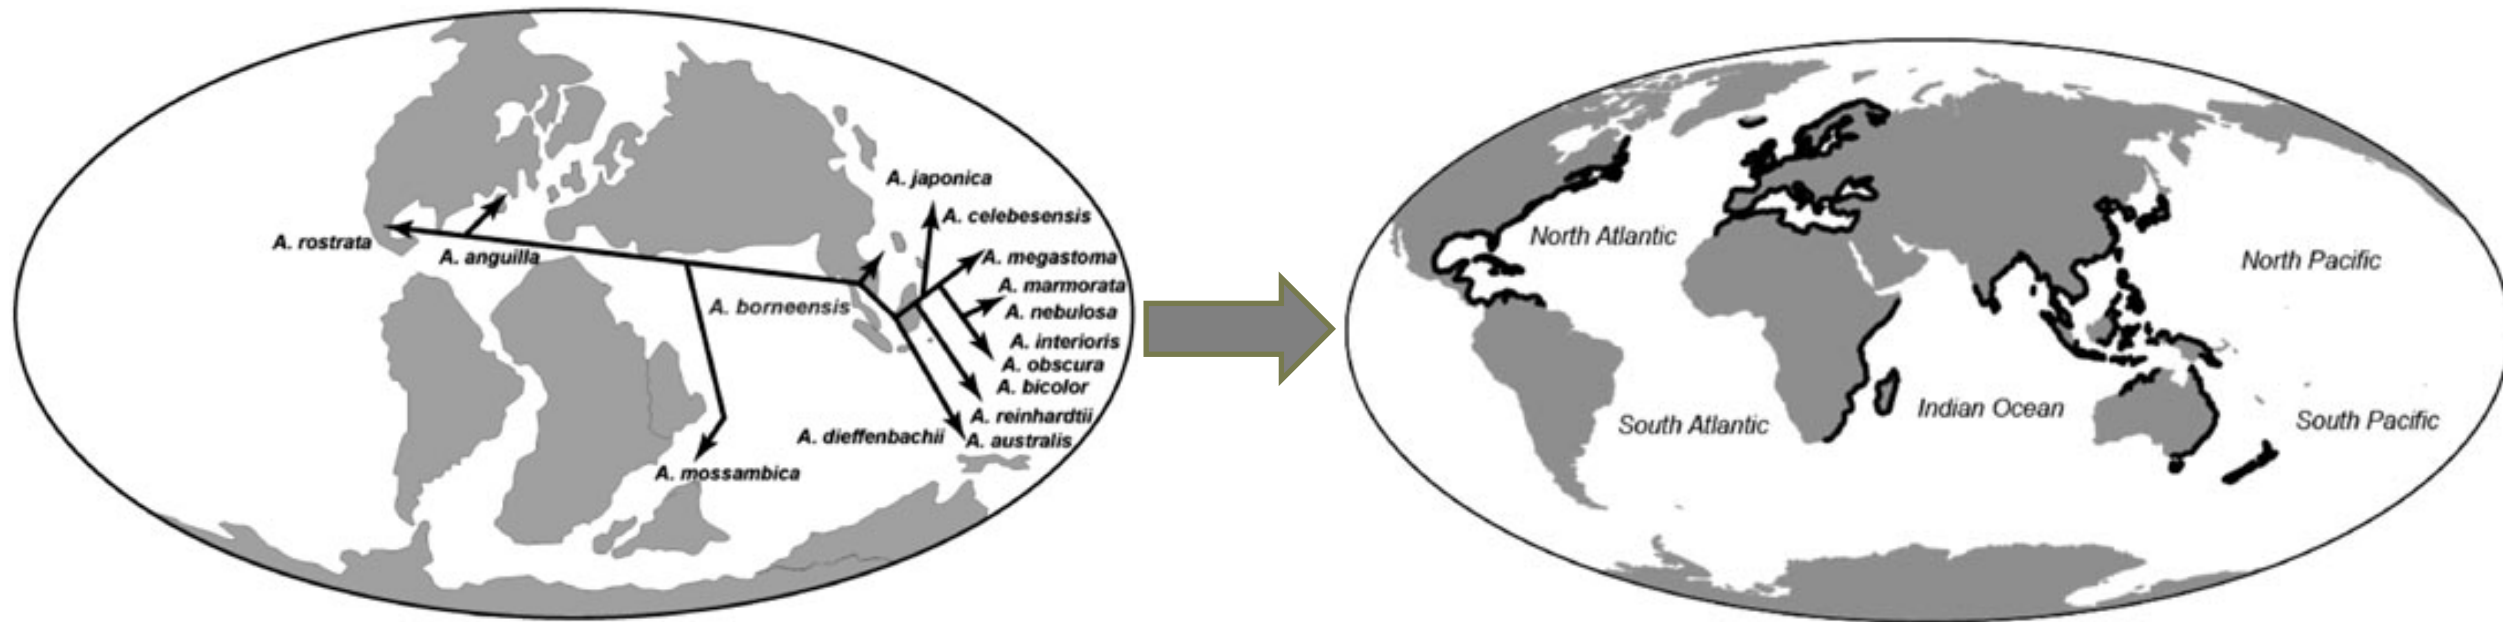 A. japonica
A. celebesensis
A. rostrata
A. anguilla
A. megastoma
A. marmorata
A. borneensis
A. nebulosa
A. interioris
A. obscura
A. bicolor
A. reinhardtii
A. dieffenbachii
A. australis
A. mossambica
North Atlantic
North Pacific
South Atlantic
Indian Ocean
South Pacific